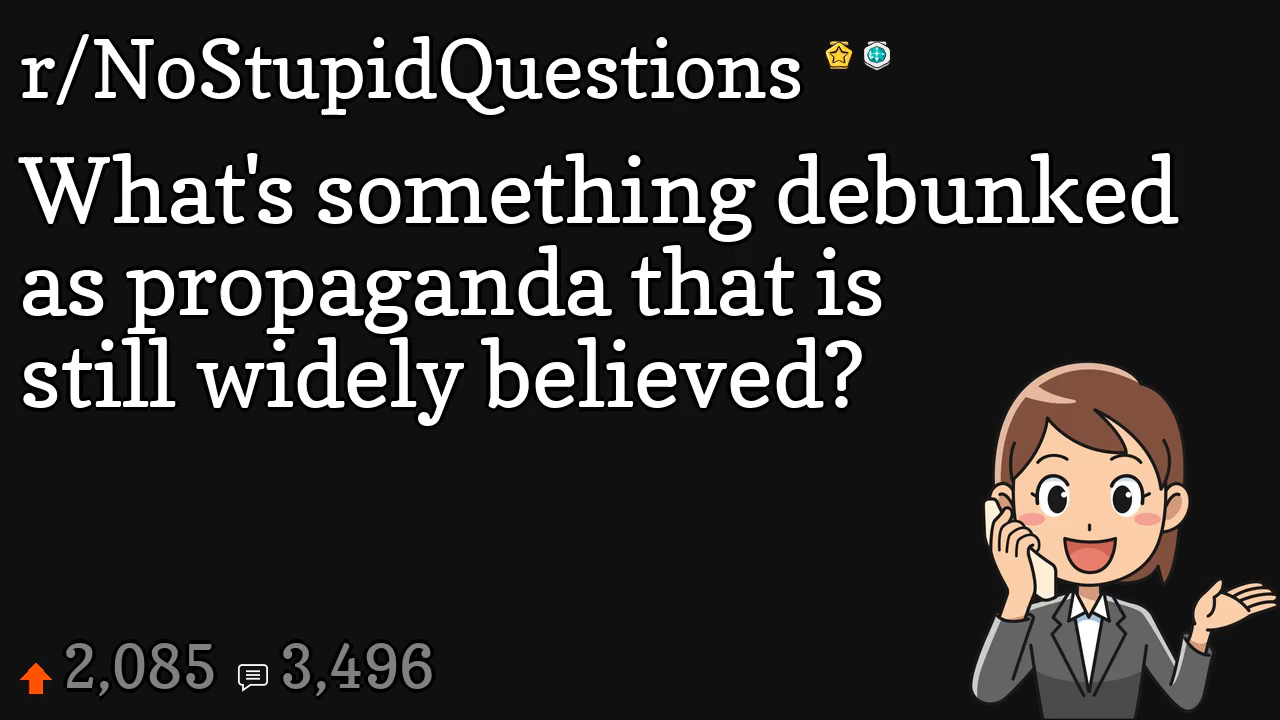 r/NoStupidQuestions
What's something debunked
as propaganda that is
still widely believed?
2,085 3,496